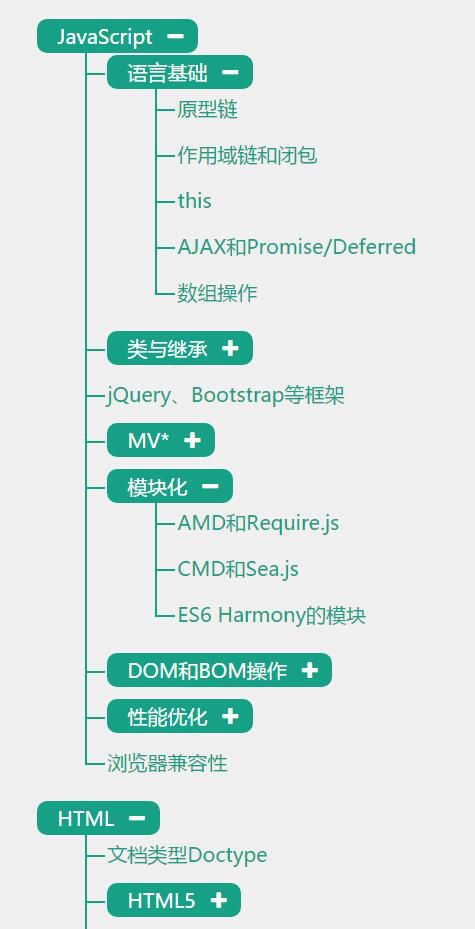 JavaScript
语言基础
原型链
作用域链和闭包
this
AJAX和Promise/Deferred
数组操作
类与继承
jQuery、Bootstrap等框架
MV*
模块化
AMD和Require.js
CMD和Sea.js
ES6 Harmony的模块
DOM和BOM操作
性能优化
浏览器兼容性
HTML
文档类型Doctype
HTML5